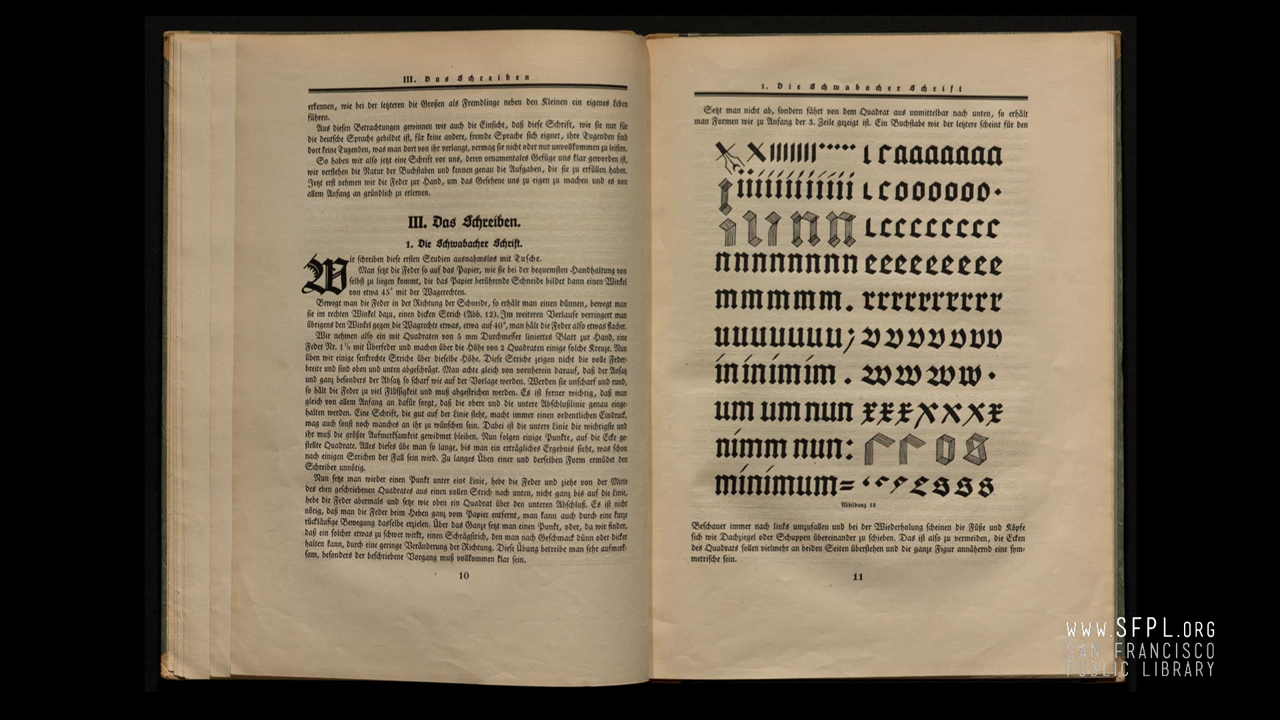 III. Das Schreiben
erkennen, wie bei der letzteren die Großen als Fremdlinge neben den Kleinen ein eigenes Leben
führen.
Aus diesen Betrachtungen gewinnen wir auch die Einsicht, daß diese Schrift, wie sie nur für
die deutsche Sprache gebildet ist, für keine andere, fremde Sprache sich eignet, ihre Tugenden sind
dort keine Tugenden, was man dort von ihr verlangt, vermag sie nicht oder nur unvollkommen zu leisten.
So haben wir also jetzt eine Schrift vor uns, deren ornamentales Gefüge uns klar geworden ist,
wir verstehen die Natur der Buchstaben und kennen genau die Aufgaben, die sie zu erfüllen haben.
Jetzt erst nehmen wir die Feder zur Hand, um das Gesehene uns zu eigen zu machen und es von
allem Anfang an gründlich zu erlernen.
III. Das Schreiben.
1. Die Schwabacher Schrift.
Wir schreiben diese ersten Studien ausnahmslos mit Tusche.
Man setzt die Feder so auf das Papier, wie sie bei der bequemsten Handhaltung von
selbst zu liegen kommt, die das Papier berührende Schneide bildet dann einen Winkel
von etwa 45° mit der Wagerechten.
Bewegt man die Feder in der Richtung der Schneide, so erhält man einen dünnen, bewegt man
sie im rechten Winkel dazu, einen dicken Strich (Abb. 12). Im weiteren Verlaufe verringert man
übrigens den Winkel gegen die Wagrechte etwas, etwa auf 40°, man hält die Feder also etwas flacher.
Wir nehmen also ein mit Quadraten von 5 mm Durchmesser liniertes Blatt zur Hand, eine
Feder Nr. 1½ mit Überfeder und machen über die Höhe von 2 Quadraten einige solche Kreuze. Nun
üben wir einige senkrechte Striche über dieselbe Höhe. Diese Striche zeigen nicht die volle Feder-
breite und sind oben und unten abgeschrägt. Man achte gleich von vornherein darauf, daß der Ansatz
und ganz besonders der Absatz so scharf wie auf der Vorlage werden. Werden sie unscharf und rund,
so hält die Feder zu viel Flüssigkeit und muß abgestrichen werden. Es ist ferner wichtig, daß man
gleich von allem Anfang an dafür sorgt, daß die obere und die untere Abschlußlinie genau einge-
halten werden. Eine Schrift, die gut auf der Linie steht, macht immer einen ordentlichen Eindruck,
mag auch sonst noch manches an ihr zu wünschen sein. Dabei ist die untere Linie die wichtigste und
ihr muß die größte Aufmerksamkeit gewidmet bleiben. Nun folgen einige Punkte, auf die Ecke ge-
stellte Quadrate. Alles dieses übe man so lange, bis man ein erträgliches Ergebnis sieht, was schon
nach einigen Strichen der Fall sein wird. Zu langes Üben einer und derselben Form ermüdet den
Schreiber unnötig.
Nun setzt man wieder einen Punkt unter eine Linie, hebe die Feder und ziehe von der Mitte
des eben geschriebenen Quadrates aus einen vollen Strich nach unten, nicht ganz bis auf die Linie,
hebe die Feder abermals und setze wie oben ein Quadrat über den unteren Abschluß. Es ist nicht
nötig, daß man die Feder beim Heben ganz vom Papier entfernt, man kann auch durch eine kurze
rückläufige Bewegung dasselbe erzielen. Über das Ganze setzt man einen Punkt, oder, da wir finden,
daß ein solcher etwas zu schwer wirkt, einen Schrägstrich, den man nach Geschmack dünn oder dicker
halten kann, durch eine geringe Veränderung der Richtung. Diese Übung betreibe man sehr aufmerk-
sam, besonders der beschriebene Vorgang muß vollkommen klar sein.
10
1. Die Schwabacher Schrift
Setzt man nicht ab, sondern fährt von dem Quadrat aus unmittelbar nach unten, so erhält
man Formen wie zu Anfang der 3. Zeile gezeigt ist. Ein Buchstabe wie der letztere scheint für den
x x ı c a a a a a a a a
i i i i i i i i i i i i ı c o o o o o o .
i u n n ı c c c c c c c c
n n n n n n n n e e e e e e e e e
m m m m m . r r r r r r r r r r
u u u u u u u ; v v v v v v v
in in im im . w w w w .
um um nun x x x x x x x
nimm nun: o s
minimum= s s s
Abbildung 18
Beschauer immer nach links umzufallen und bei der Wiederholung scheinen die Füße und Köpfe
sich wie Dachziegel oder Schuppen übereinander zu schieben. Das ist also zu vermeiden, die Ecken
des Quadrats sollen vielmehr an beiden Seiten überstehen und die ganze Figur annähernd eine sym-
metrische sein.
11
WWW.SFPL.ORG
SAN FRANCISCO
PUBLIC LIBRARY